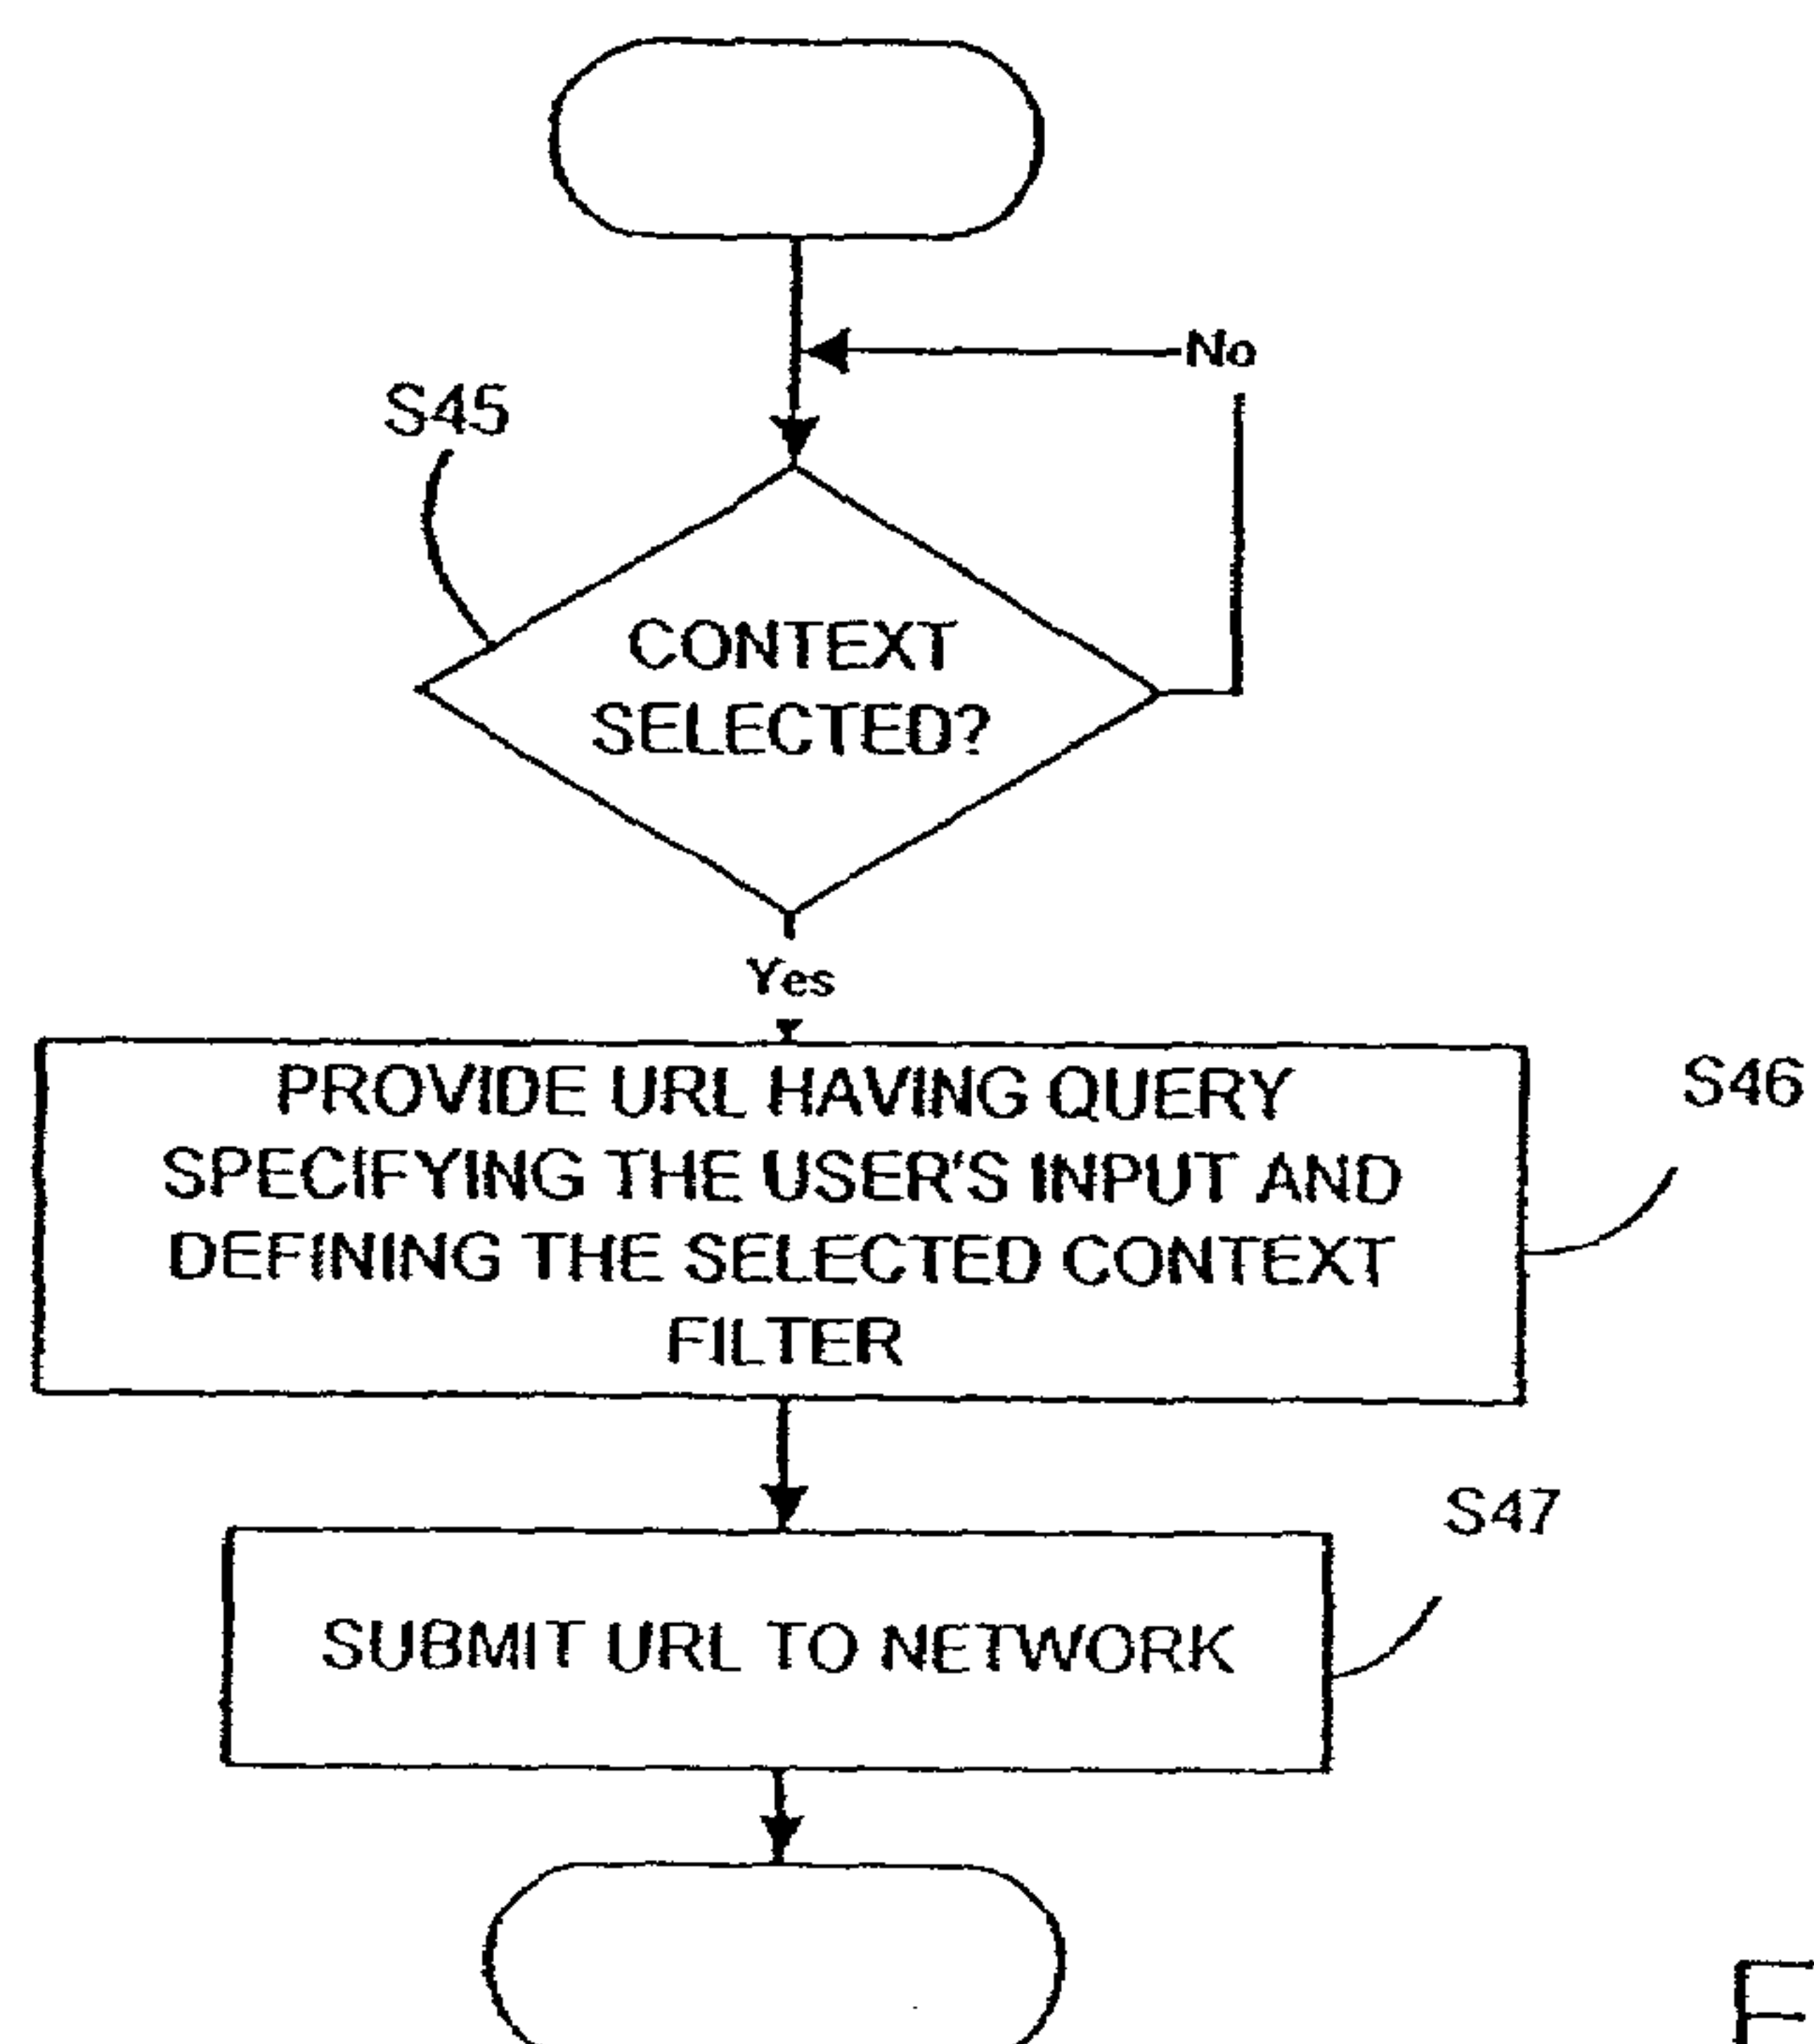 No
S45
CONTEXT
SELECTED?
Yes
PROVIDE URL HAVING QUERY
SPECIFYING THE USER'S INPUT AND
DEFINING THE SELECTED CONTEXT
FILTER
S46
S47
SUBMIT URL TO NETWORK